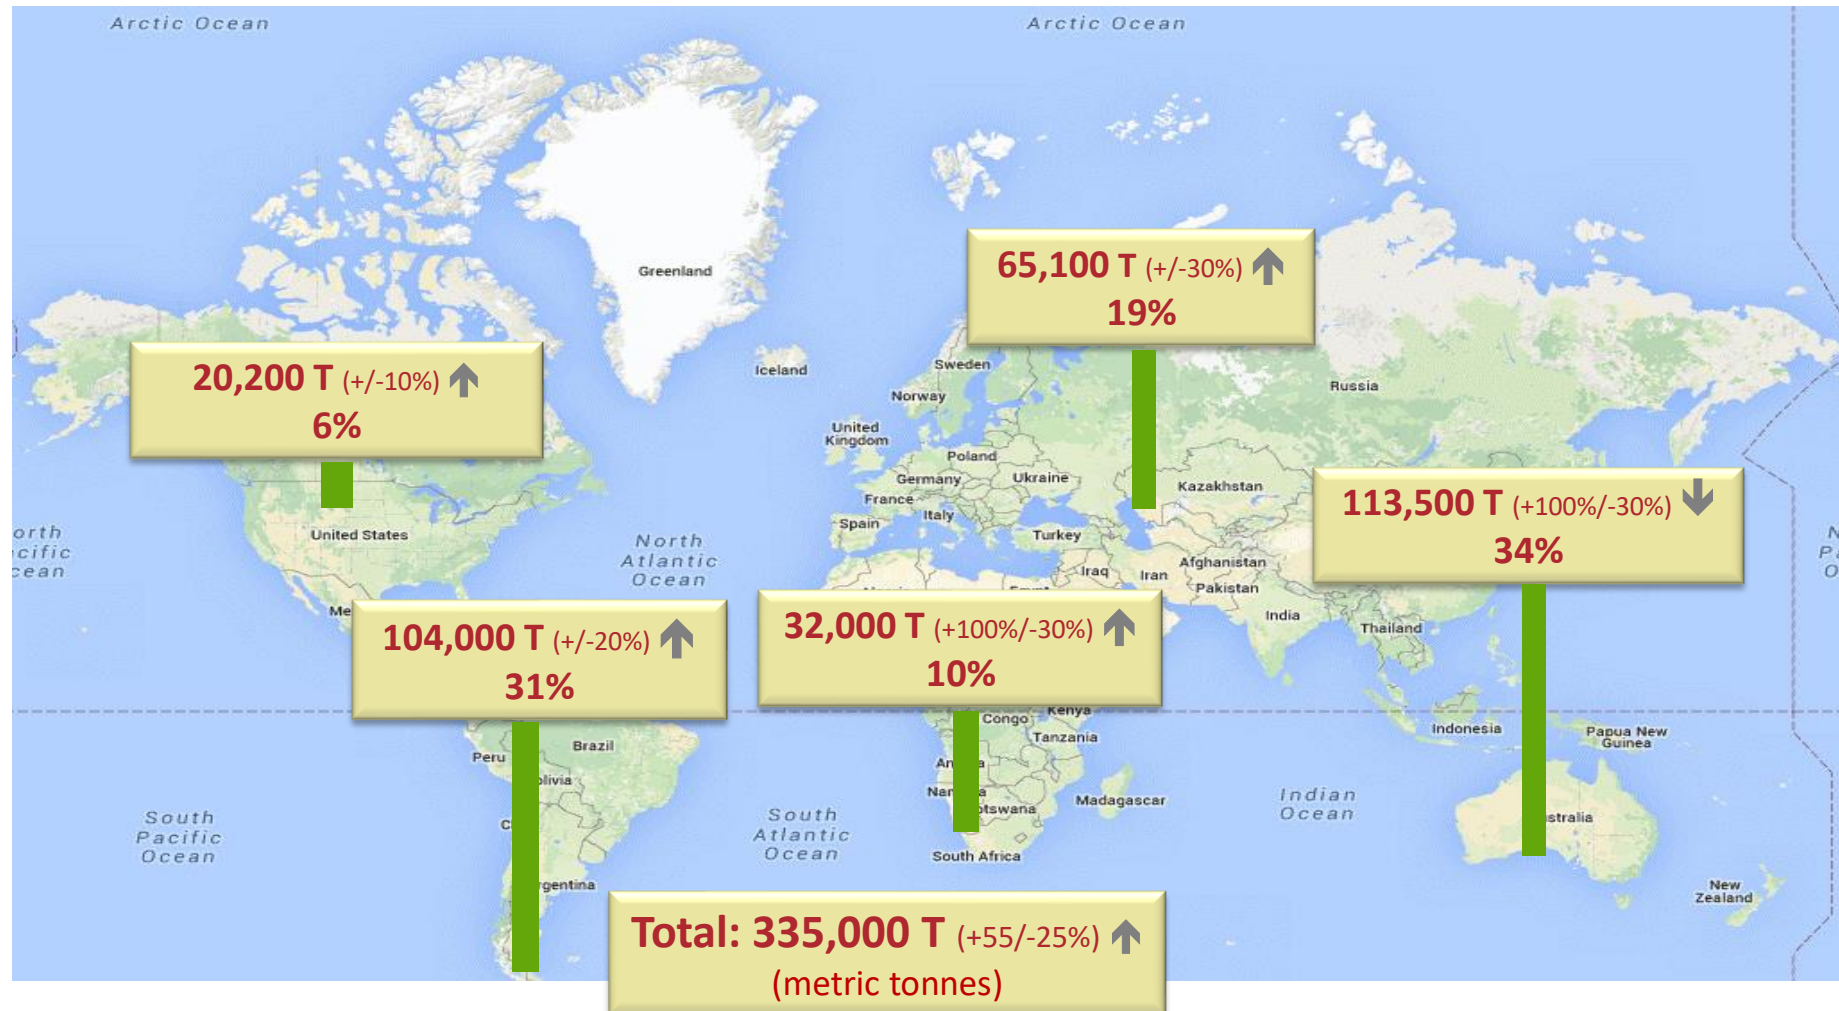 Arctic Ocean
Arctic Ocean
Greenland
65,100 T (+/-30%)
19%
20,200 T (+/-10%)
6%
Iceland
Sweden
Norway
Russia
United
Kingdom
Poland
Germany
Ukraine
Kazakhstan
France
Italy
Spain
Turkey
113,500 T (+100%/-30%)
34%
United States
North
Atlantic
Ocean
Iraq
Iran
Afghanistan
Pakistan
India
Thailand
104,000 T (+/-20%)
31%
32,000 T (+100%/-30%)
10%
Kenya
Congo
Tanzania
Indonesia
Papua New
Guinea
Brazil
Peru
Madagascar
South
Pacific
Ocean
South
Atlantic
Ocean
Indian
Ocean
South Africa
New
Zealand
Total: 335,000 T (+55/-25%)
(metric tonnes)